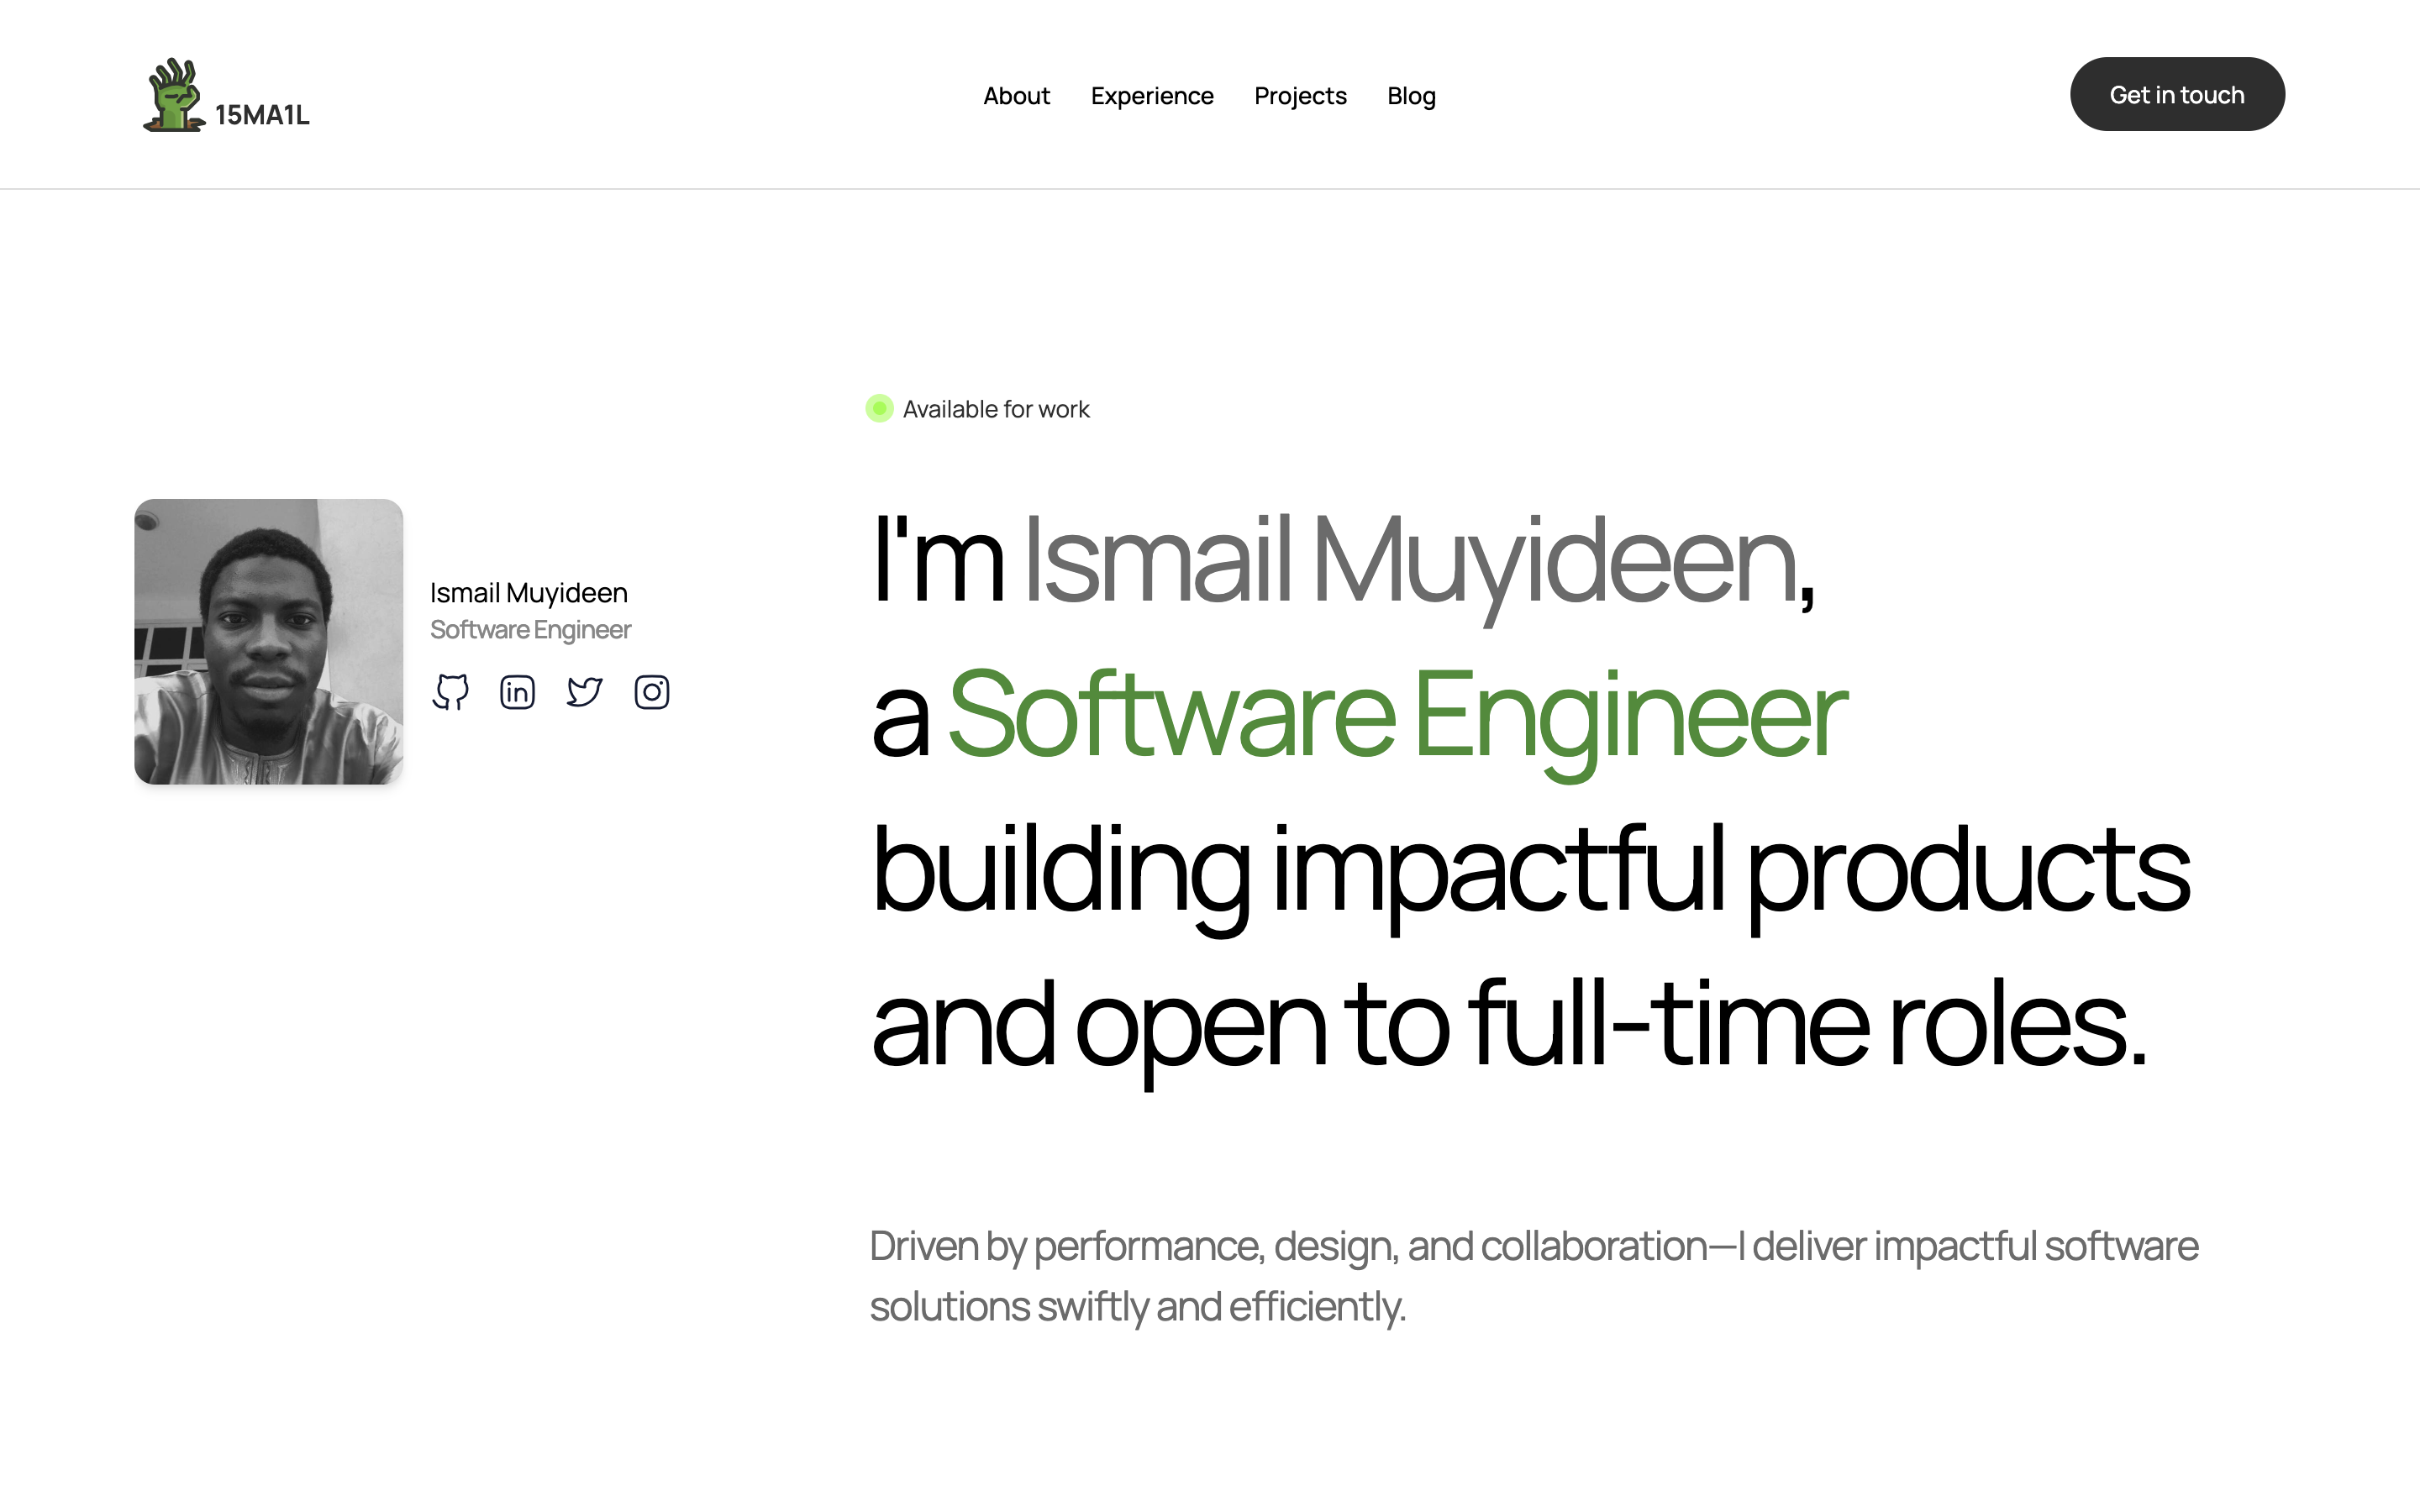 15MA1L
About Experience Projects Blog
Get in touch
Available for work
Ismail Muyideen
Software Engineer
I'm Ismail Muyideen,
a Software Engineer
building impactful products
and open to full-time roles.
Driven by performance, design, and collaboration—I deliver impactful software
solutions swiftly and efficiently.